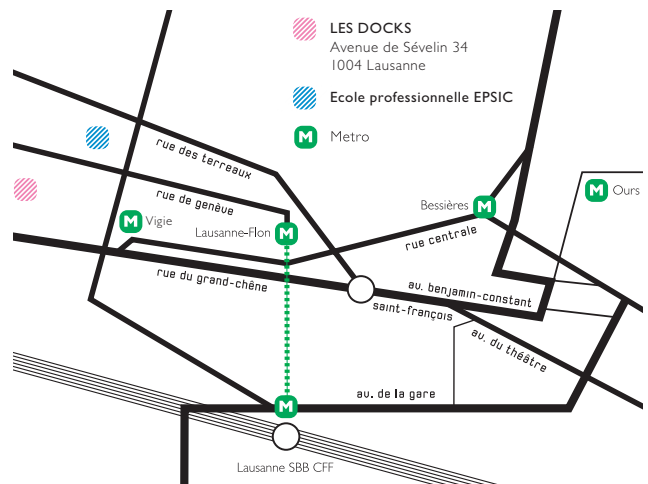 LES DOCKS
Avenue de Sévelin 34
1004 Lausanne
Ecole professionnelle EPSIC
M Metro
rue des terreaux
rue de genève
M Vigie
Lausanne-Flon M
Bessières M
M Ours
rue centrale
rue du grand-chêne
av. benjamin-constant
saint-françois
av. du théâtre
av. de la gare
M
Lausanne SBB CFF